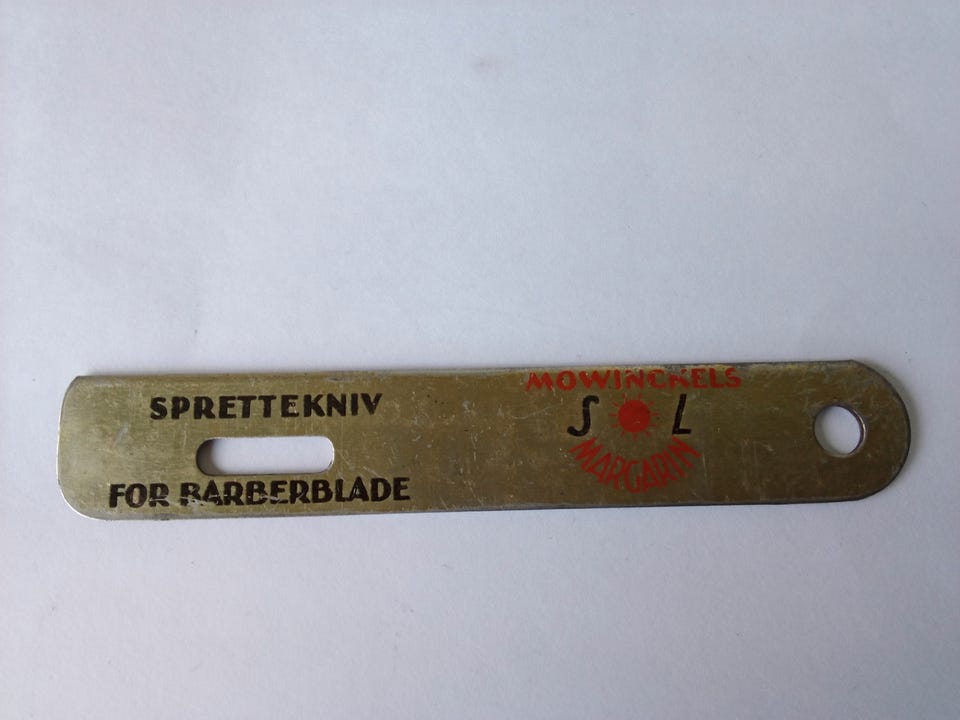 SPRETTEKNIV
FOR BARBERBLADE
MOWINCKELS
S L
MARGARIN